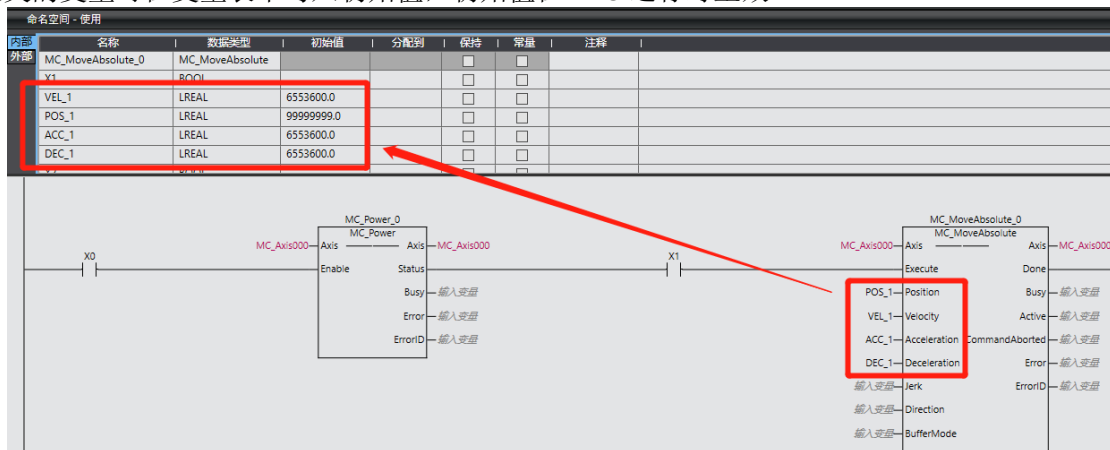 命名空间 - 使用
内部
外部
名称 | 数据类型 | 初始值 | 分配到 | 保持 | 常量 | 注释 |
MC_MoveAbsolute_0 MC_MoveAbsolute
X1 BOOL
VEL_1 LREAL 6553600.0
POS_1 LREAL 99999999.0
ACC_1 LREAL 6553600.0
DEC_1 LREAL 6553600.0
MC_Power_0
MC_Power
MC_Axis000 Axis Axis MC_Axis000
X0
Enable Status
Busy 输入变量
Error 输入变量
ErrorID 输入变量
X1
MC_MoveAbsolute_0
MC_MoveAbsolute
MC_Axis000 Axis Axis MC_Axis000
Execute Done
POS_1 Position Busy 输入变量
VEL_1 Velocity Active 输入变量
ACC_1 Acceleration CommandAborted 输入变量
DEC_1 Deceleration Error 输入变量
输入变量 Jerk ErrorID 输入变量
输入变量 Direction
输入变量 BufferMode